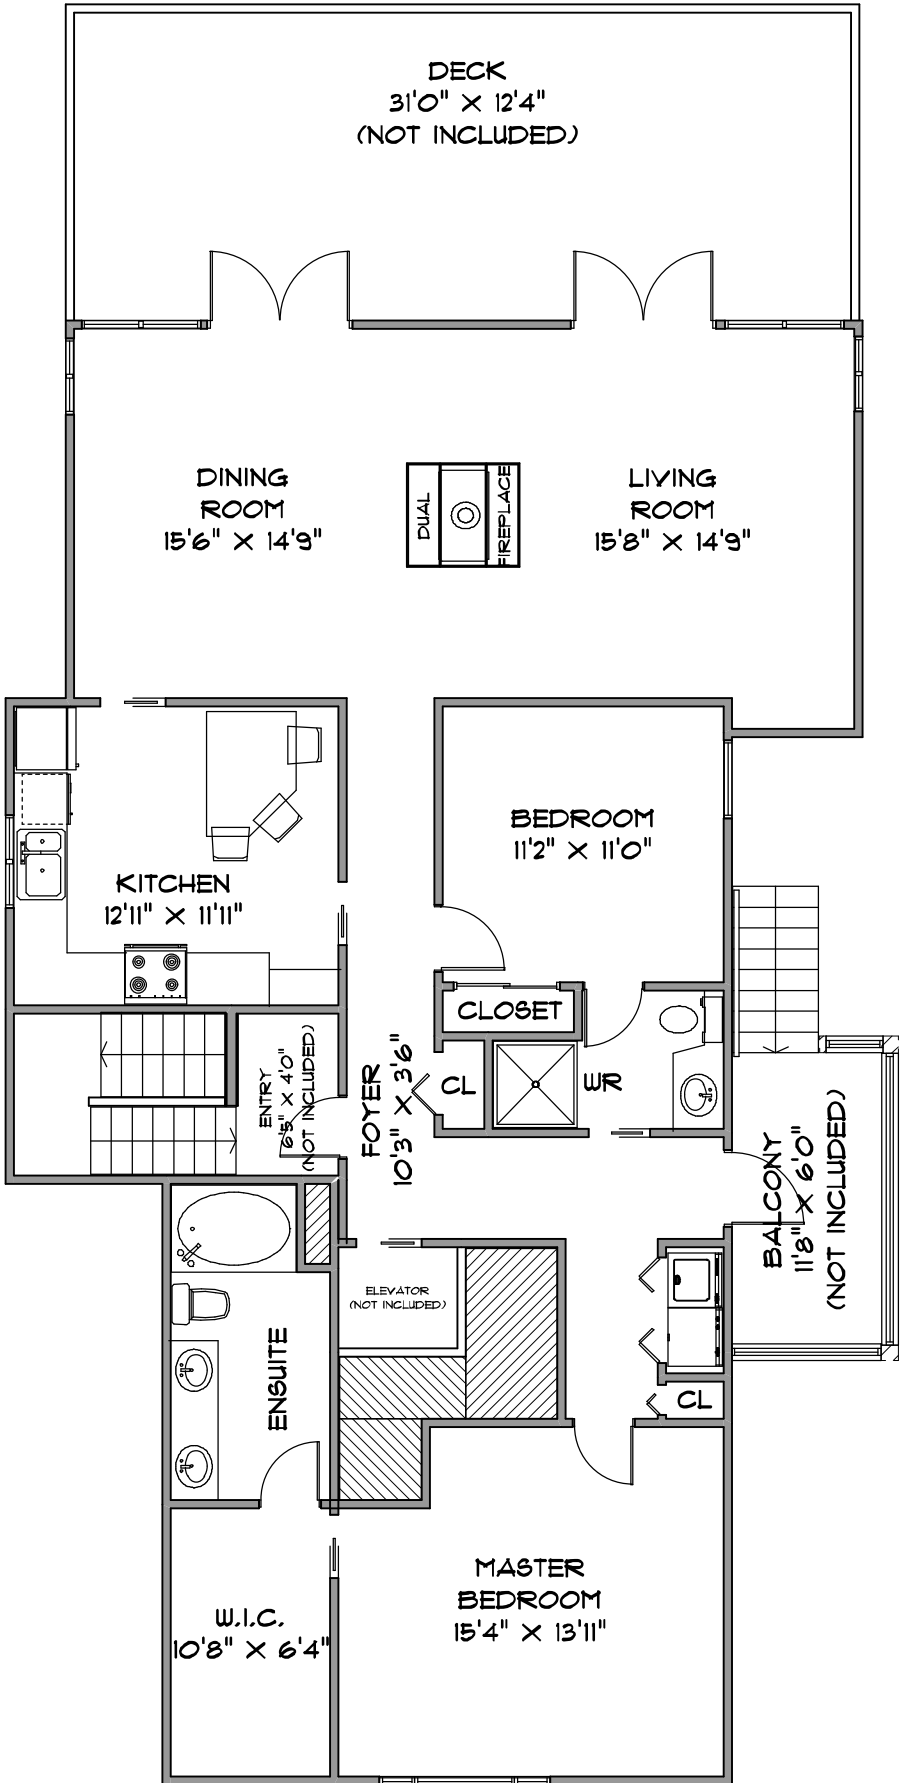 DECK
31'0" X 12'4"
(NOT INCLUDED)
DINING
ROOM
15'6" X 14'9"
DUAL
FIREPLACE
LIVING
ROOM
15'8" X 14'9"
KITCHEN
12'11" X 11'11"
BEDROOM
11'2" X 11'0"
CLOSET
CL
WR
ENTRY
6'5" X 4'0"
(NOT INCLUDED)
FOYER
10'3" X 3'6"
BALCONY
11'8" X 6'0"
(NOT INCLUDED)
ELEVATOR
(NOT INCLUDED)
ENSUITE
CL
MASTER
BEDROOM
15'4" X 13'11"
W.I.C.
10'8" X 6'4"